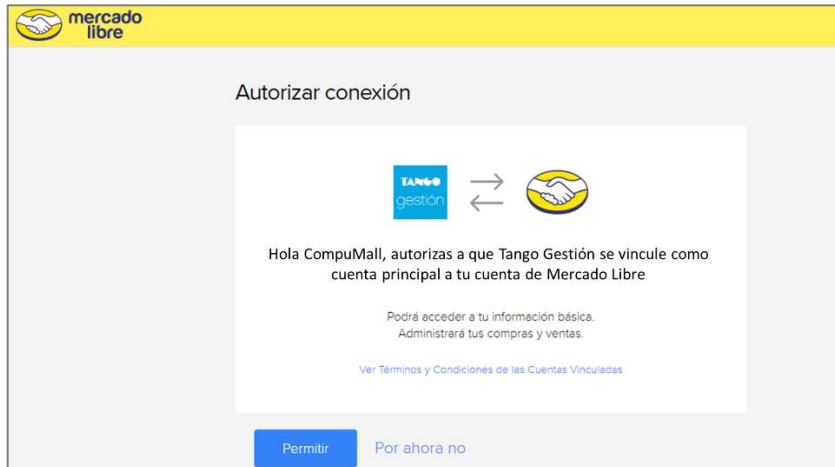 mercado
libre
Autorizar conexión
TANGO
gestión
Hola CompuMall, autorizas a que Tango Gestión se vincule como
cuenta principal a tu cuenta de Mercado Libre
Podrá acceder a tu información básica.
Administrará tus compras y ventas.
Ver Términos y Condiciones de las Cuentas Vinculadas
Permitir
Por ahora no